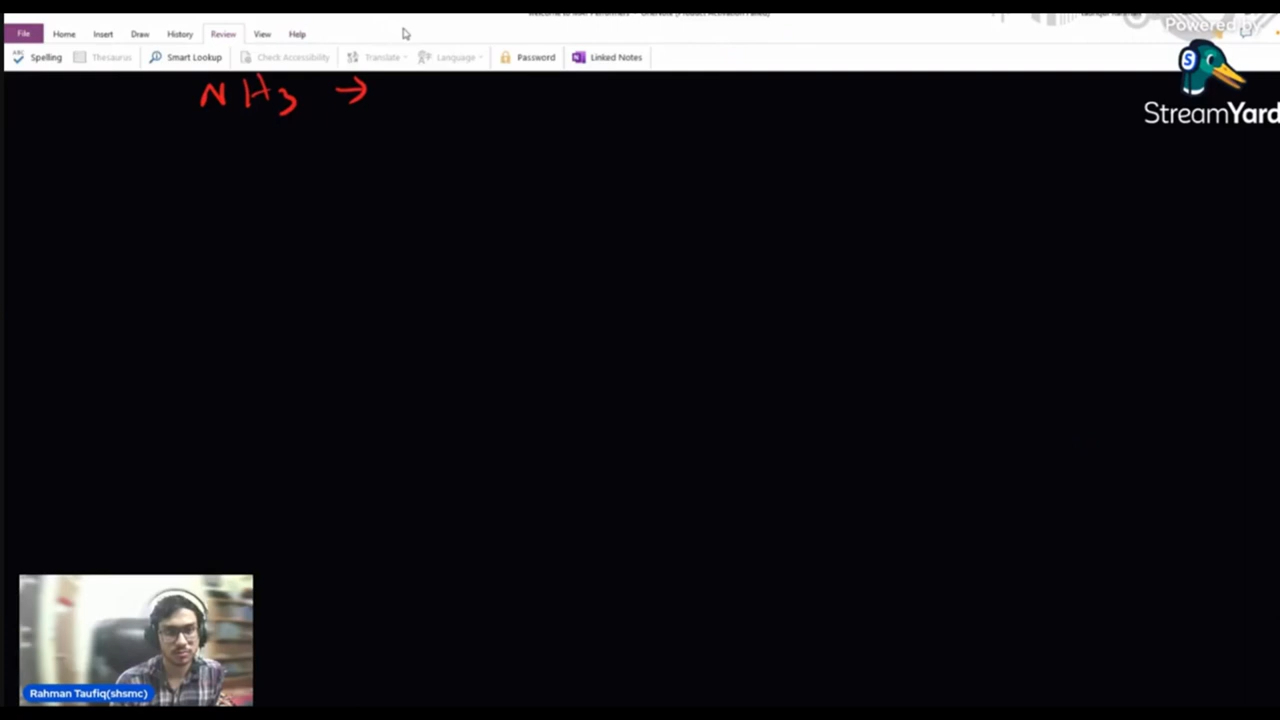 Powered by
File Home Insert Draw History Review View Help
Spelling Thesaurus Smart Lookup Check Accessibility Translate Language Password Linked Notes
StreamYard
NH3 →
Rahman Taufiq(shsmc)